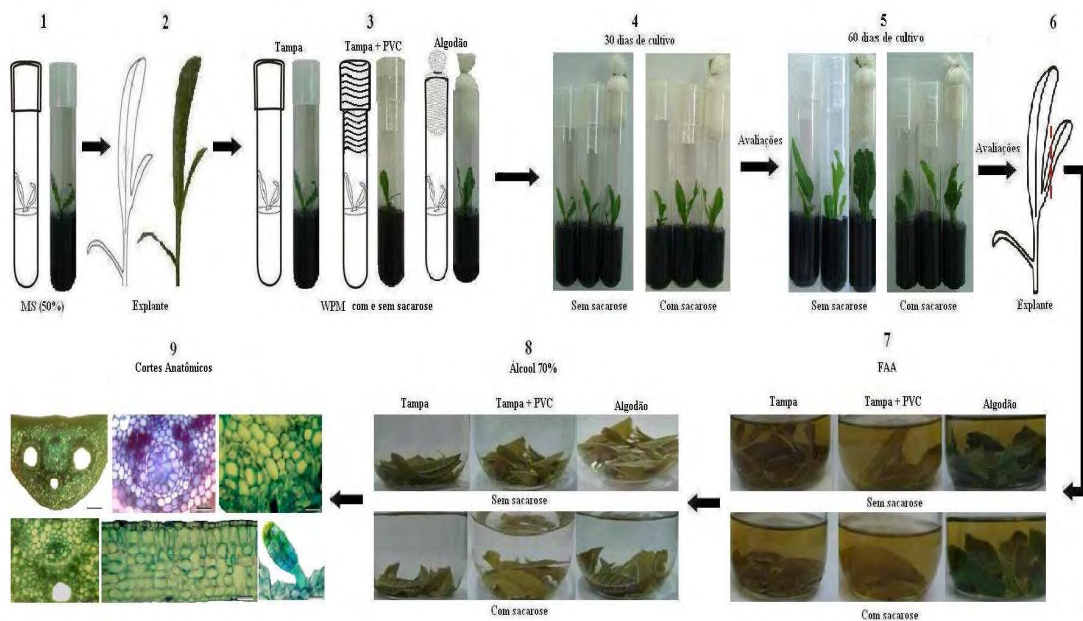 1
2
3
4
5
6
Tampa
Tampa + PVC
Algodão
30 dias de cultivo
60 dias de cultivo
Avaliações
Avaliações
MS (50%)
Explante
WPM com e sem sacarose
Sem sacarose
Com sacarose
Sem sacarose
Com sacarose
Explante
9
Cortes Anatômicos
8
Álcool 70%
7
FAA
Tampa
Tampa + PVC
Algodão
Tampa
Tampa + PVC
Algodão
Sem sacarose
Sem sacarose
Com sacarose
Com sacarose